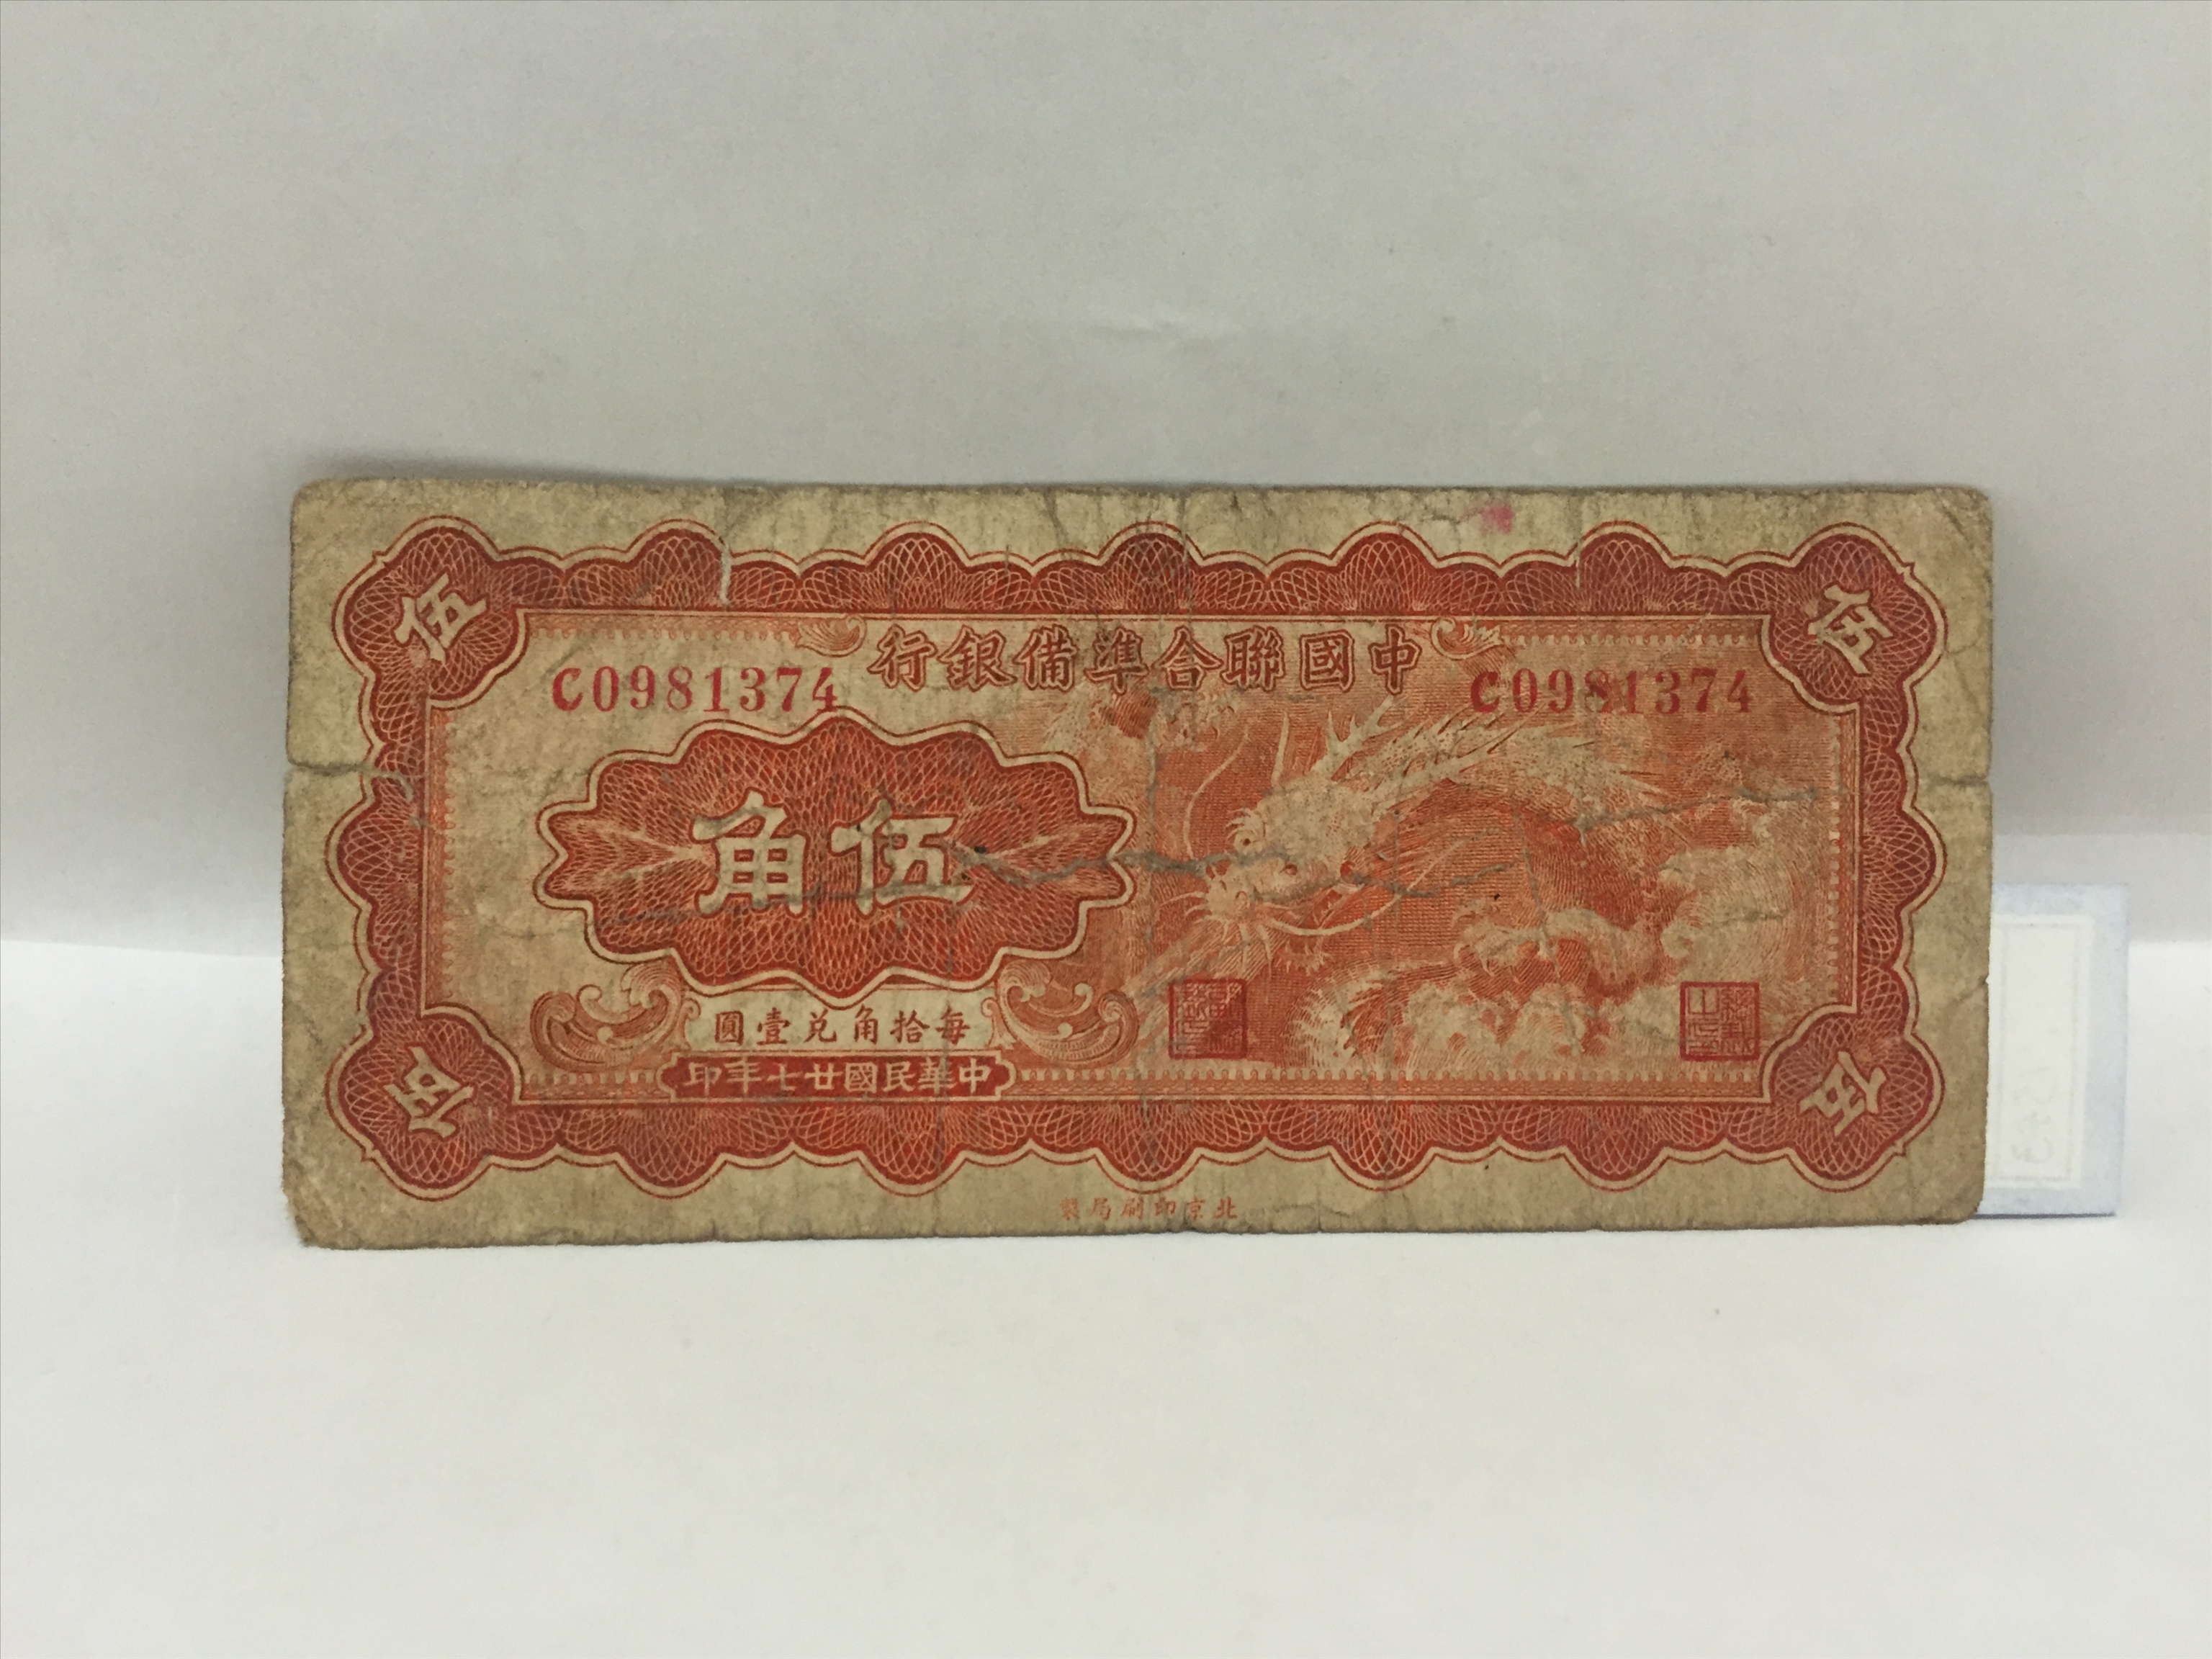 伍 伍
中國聯合準備銀行
C0981374 C0981374
伍角
每拾角兌壹圓
中華民國廿七年印
伍 伍
北京印刷局製